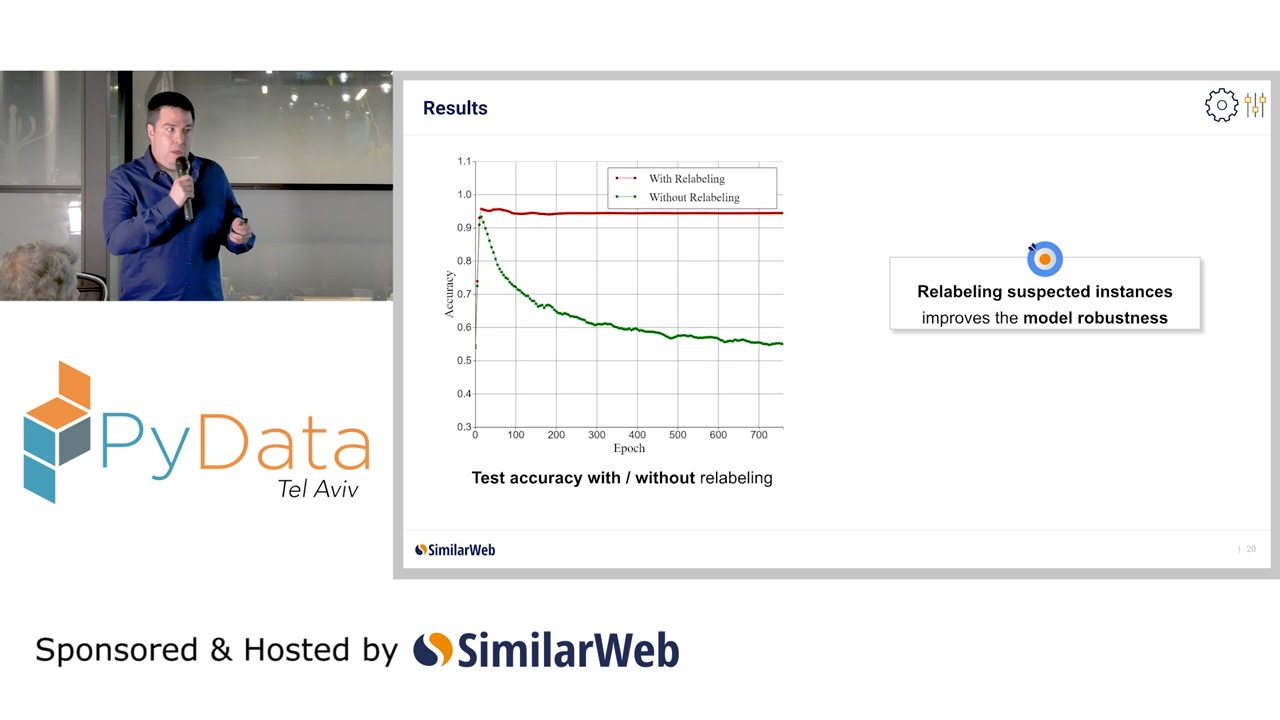 Results
1.1
1.0
0.9
0.8
0.7
0.6
0.5
0.4
0.3
Accuracy
With Relabeling
Without Relabeling
0 100 200 300 400 500 600 700
Epoch
Test accuracy with / without relabeling
Relabeling suspected instances
improves the model robustness
SimilarWeb
| 20
PyData
Tel Aviv
Sponsored & Hosted by SimilarWeb